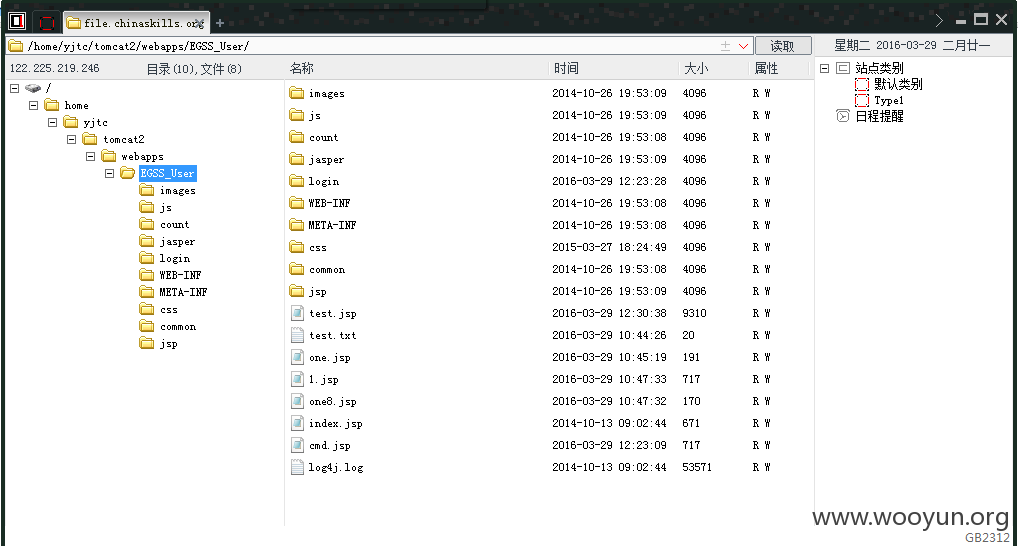 file.chinaskills.org
/home/yjtc/tomcat2/webapps/EGSS_User/ 读取 星期二 2016-03-29 二月廿一
122.225.219.246 目录(10),文件(8) 名称 时间 大小 属性
/
home
yjtc
tomcat2
webapps
EGSS_User
images
js
count
jasper
login
WEB-INF
META-INF
css
common
jsp
images 2014-10-26 19:53:09 4096 R W
js 2014-10-26 19:53:09 4096 R W
count 2014-10-26 19:53:08 4096 R W
jasper 2014-10-26 19:53:09 4096 R W
login 2016-03-29 12:23:28 4096 R W
WEB-INF 2014-10-26 19:53:08 4096 R W
META-INF 2014-10-26 19:53:08 4096 R W
css 2015-03-27 18:24:49 4096 R W
common 2014-10-26 19:53:08 4096 R W
jsp 2014-10-26 19:53:09 4096 R W
test.jsp 2016-03-29 12:30:38 9310 R W
test.txt 2016-03-29 10:44:26 20 R W
one.jsp 2016-03-29 10:45:19 191 R W
1.jsp 2016-03-29 10:47:33 717 R W
one8.jsp 2016-03-29 10:47:32 170 R W
index.jsp 2014-10-13 09:02:44 671 R W
cmd.jsp 2016-03-29 12:23:09 717 R W
log4j.log 2014-10-13 09:02:44 53571 R W
站点类别
默认类别
Type1
日程提醒
www.wooyun.org
GB2312